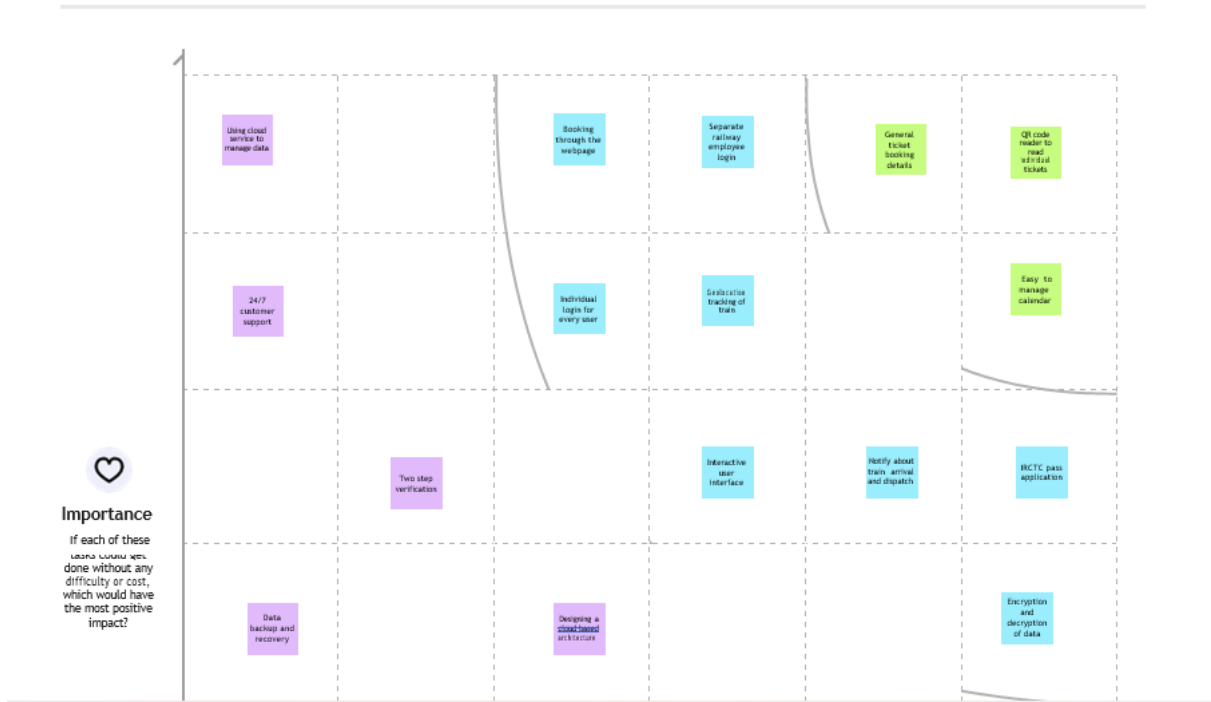 Using cloud
service to
manage data
Booking
through the
webpage
Separate
railway
employee
login
General
ticket
booking
details
QR code
reader to
read
individual
tickets
24/7
customer
support
Individual
login for
every user
Geolocation
tracking of
train
Easy to
manage
calendar
Two step
verification
Interactive
user
interface
Notify about
train arrival
and dispatch
IRCTC pass
application
Importance
If each of these
tasks could get
done without any
difficulty or cost,
which would have
the most positive
impact?
Data
backup and
recovery
Designing a
cloud-based
architecture
Encryption
and
decryption
of data